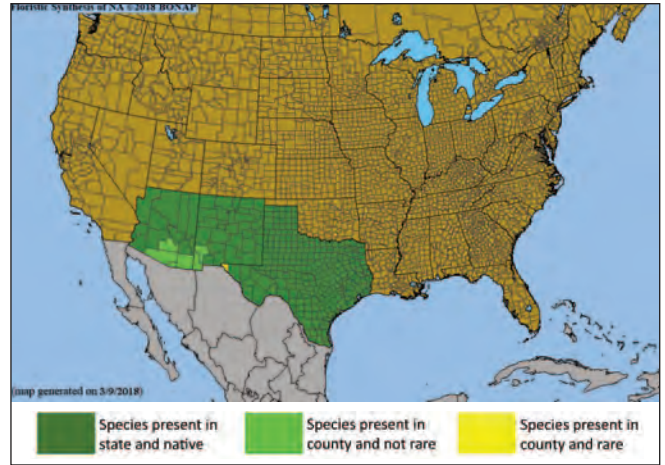 Floristic Synthesis of NA ©2018 BONAP
(map generated on 3/9/2018)
Species present in
state and native
Species present in
county and not rare
Species present in
county and rare